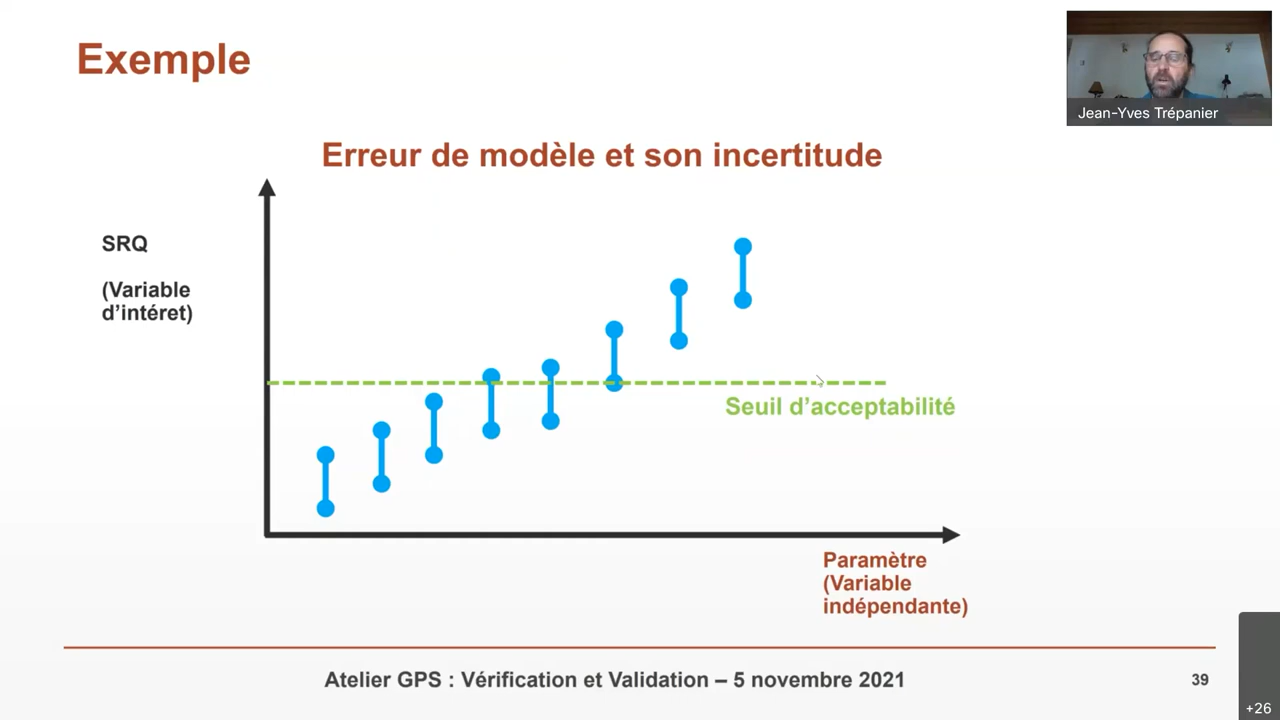 Exemple
Jean-Yves Trépanier
Erreur de modèle et son incertitude
SRQ
(Variable
d'intéret)
Seuil d'acceptabilité
Paramètre
(Variable
indépendante)
Atelier GPS : Vérification et Validation – 5 novembre 2021
39
+26